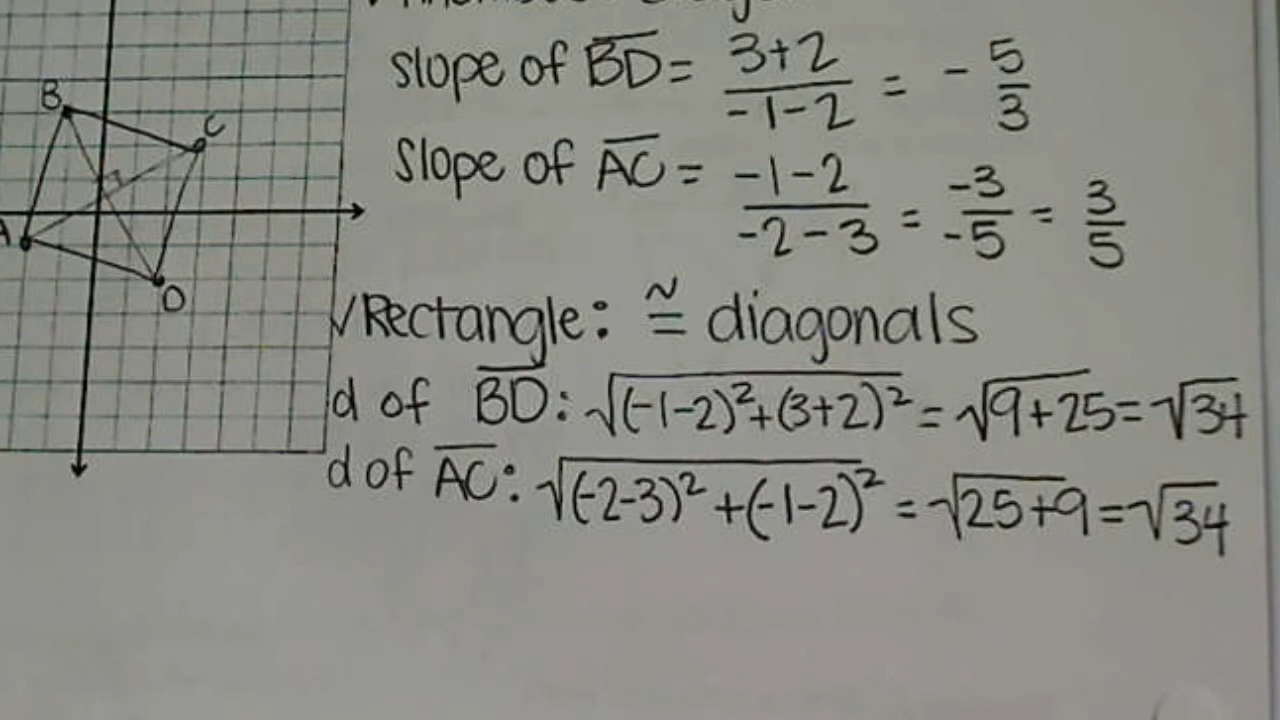 slope of BD = 3+2/-1-2 = -5/3
Slope of AC = -1-2/-2-3 = -3/-5 = 3/5
√Rectangle: ≅ diagonals
d of BD: √(-1-2)²+(3+2)² = √9+25 = √34
d of AC: √(-2-3)²+(-1-2)² = √25+9 = √34
B
C
A
D